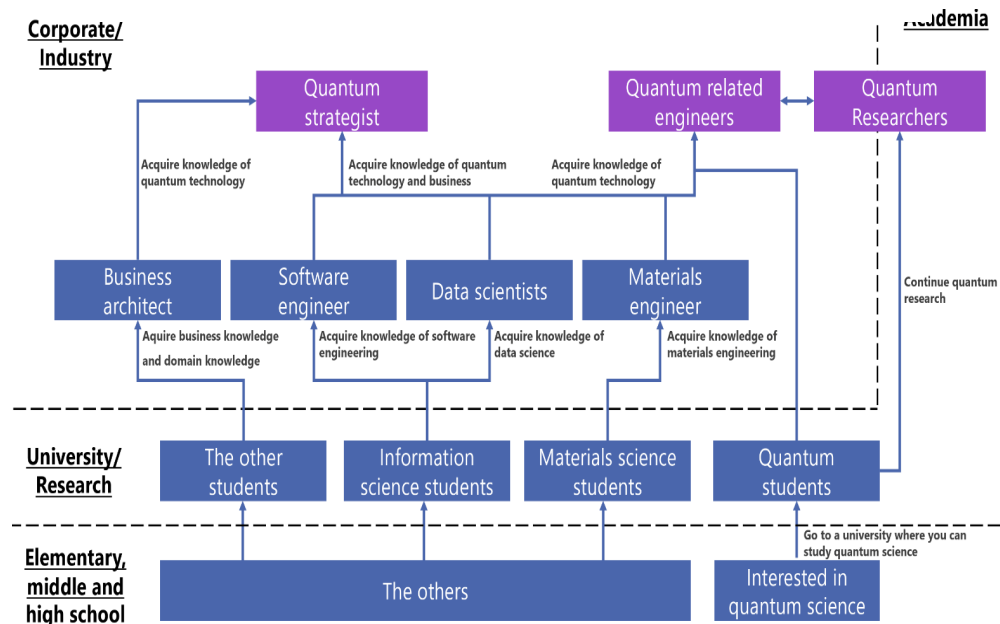 Corporate/
Industry
Quantum
strategist
Quantum related
engineers
Quantum
Researchers
Acquire knowledge of
quantum technology
Acquire knowledge of quantum
technology and business
Acquire knowledge of
quantum technology
Business
architect
Software
engineer
Data scientists
Materials
engineer
Continue quantum
research
Aquire business knowledge
and domain knowledge
Acquire knowledge of software
engineering
Acquire knowledge of
data science
Acquire knowledge of
materials engineering
University/
Research
The other
students
Information
science students
Materials science
students
Quantum
students
Go to a university where you can
study quantum science
Elementary,
middle and
high school
The others
Interested in
quantum science